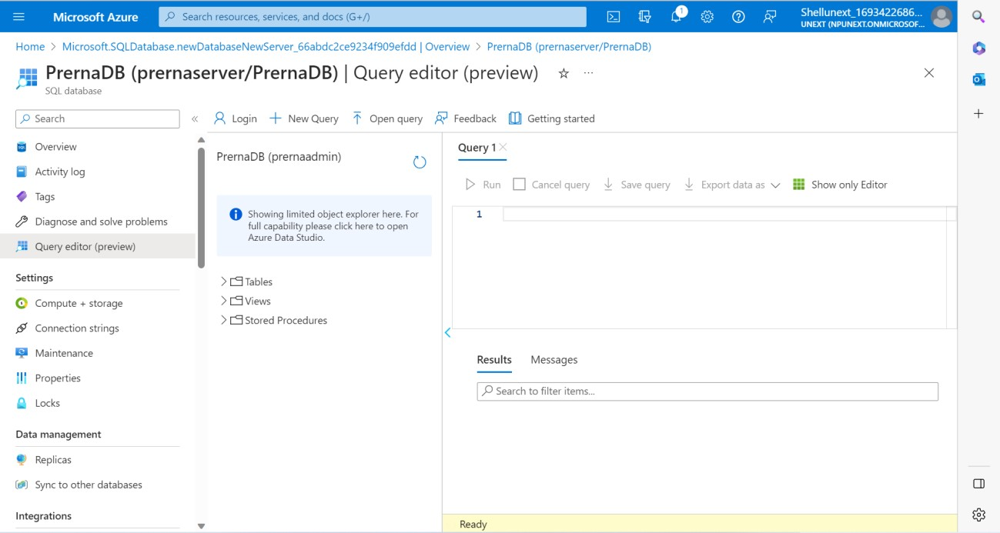 Microsoft Azure
Search resources, services, and docs (G+/)
1
Shellunext_1693422686...
UNEXT (NPUNEXT.ONMICROSOF...
Home > Microsoft.SQLDatabase.newDatabaseNewServer_66abdc2ce9234f909efdd | Overview > PrernaDB (prernaserver/PrernaDB)
PrernaDB (prernaserver/PrernaDB) | Query editor (preview)
SQL database
Search
Login
New Query
Open query
Feedback
Getting started
Overview
Activity log
Tags
Diagnose and solve problems
Query editor (preview)
Settings
Compute + storage
Connection strings
Maintenance
Properties
Locks
Data management
Replicas
Sync to other databases
Integrations
PrernaDB (prernaadmin)
Showing limited object explorer here. For
full capability please click here to open
Azure Data Studio.
Tables
Views
Stored Procedures
Query 1
Run
Cancel query
Save query
Export data as
Show only Editor
1
Results
Messages
Search to filter items...
Ready